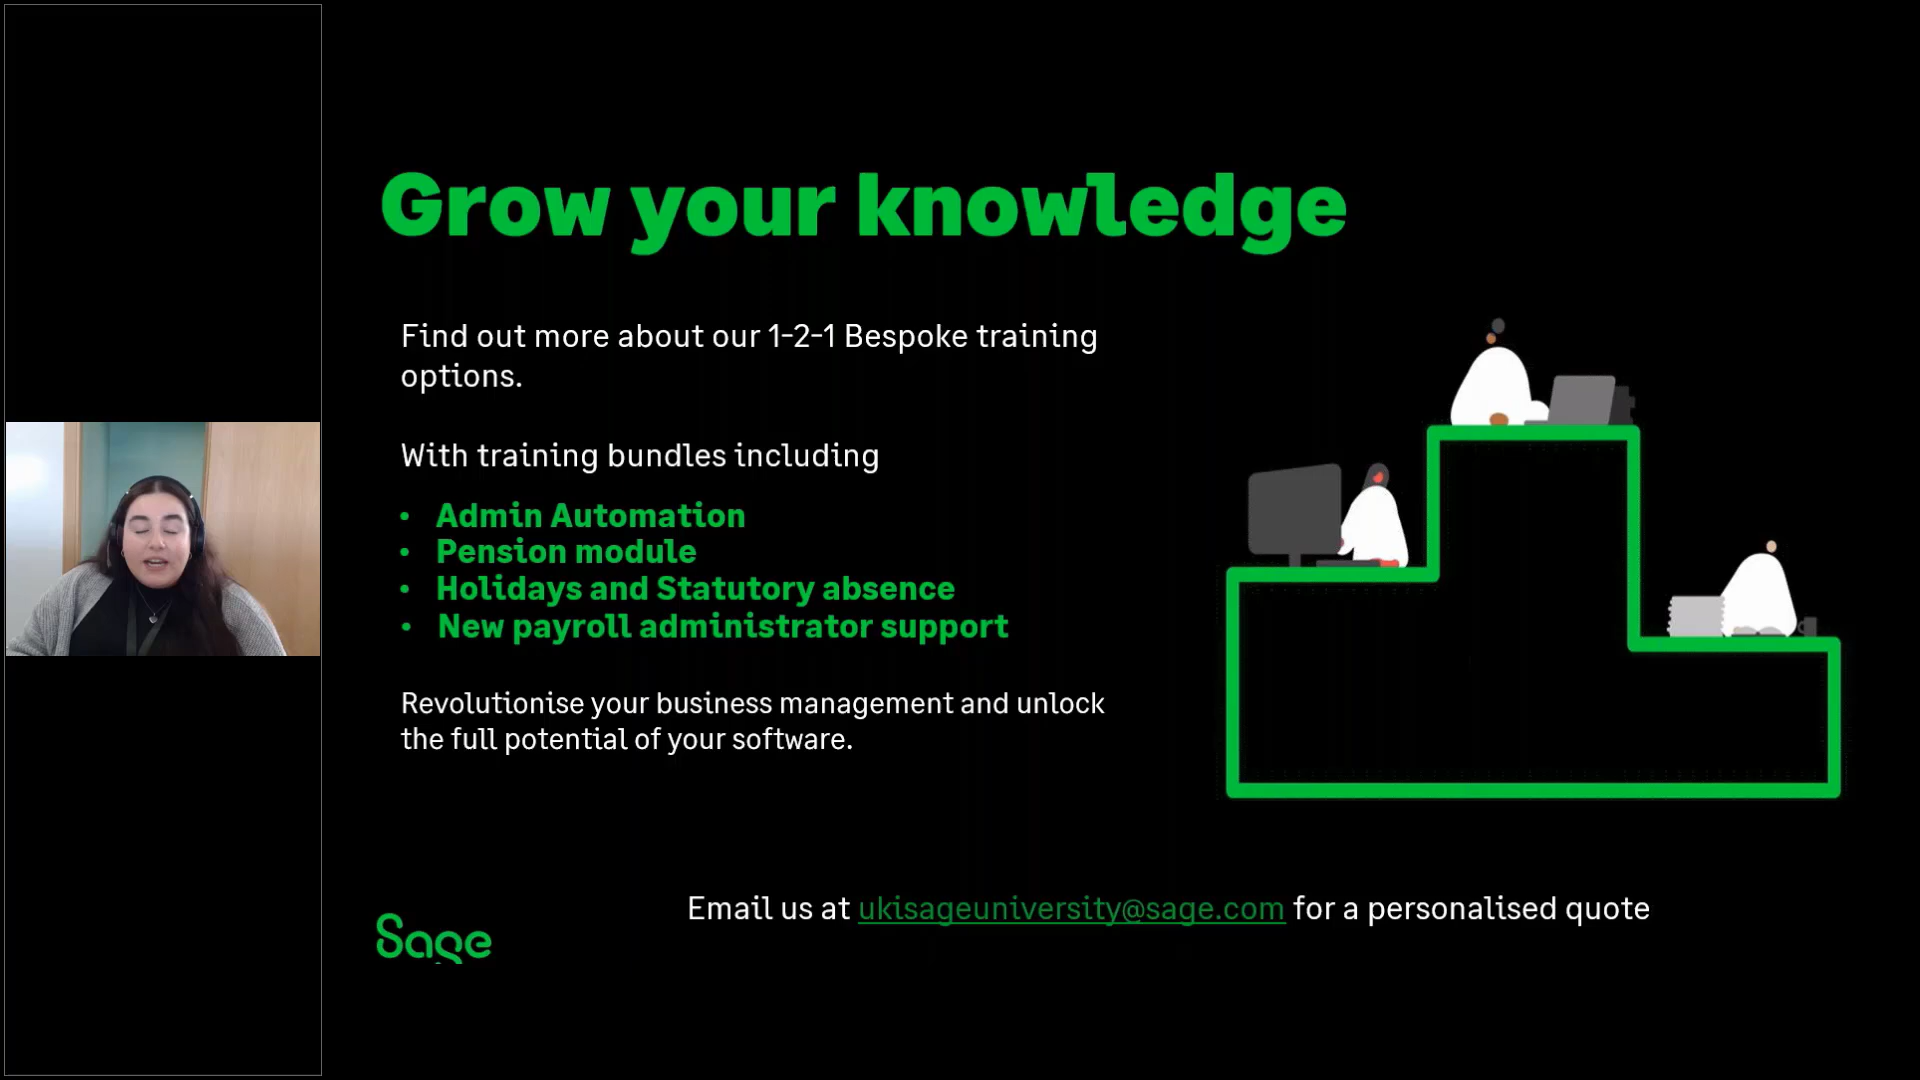 Grow your knowledge
Find out more about our 1-2-1 Bespoke training
options.
With training bundles including
• Admin Automation
• Pension module
• Holidays and Statutory absence
• New payroll administrator support
Revolutionise your business management and unlock
the full potential of your software.
Email us at ukisageuniversity@sage.com for a personalised quote
Sage